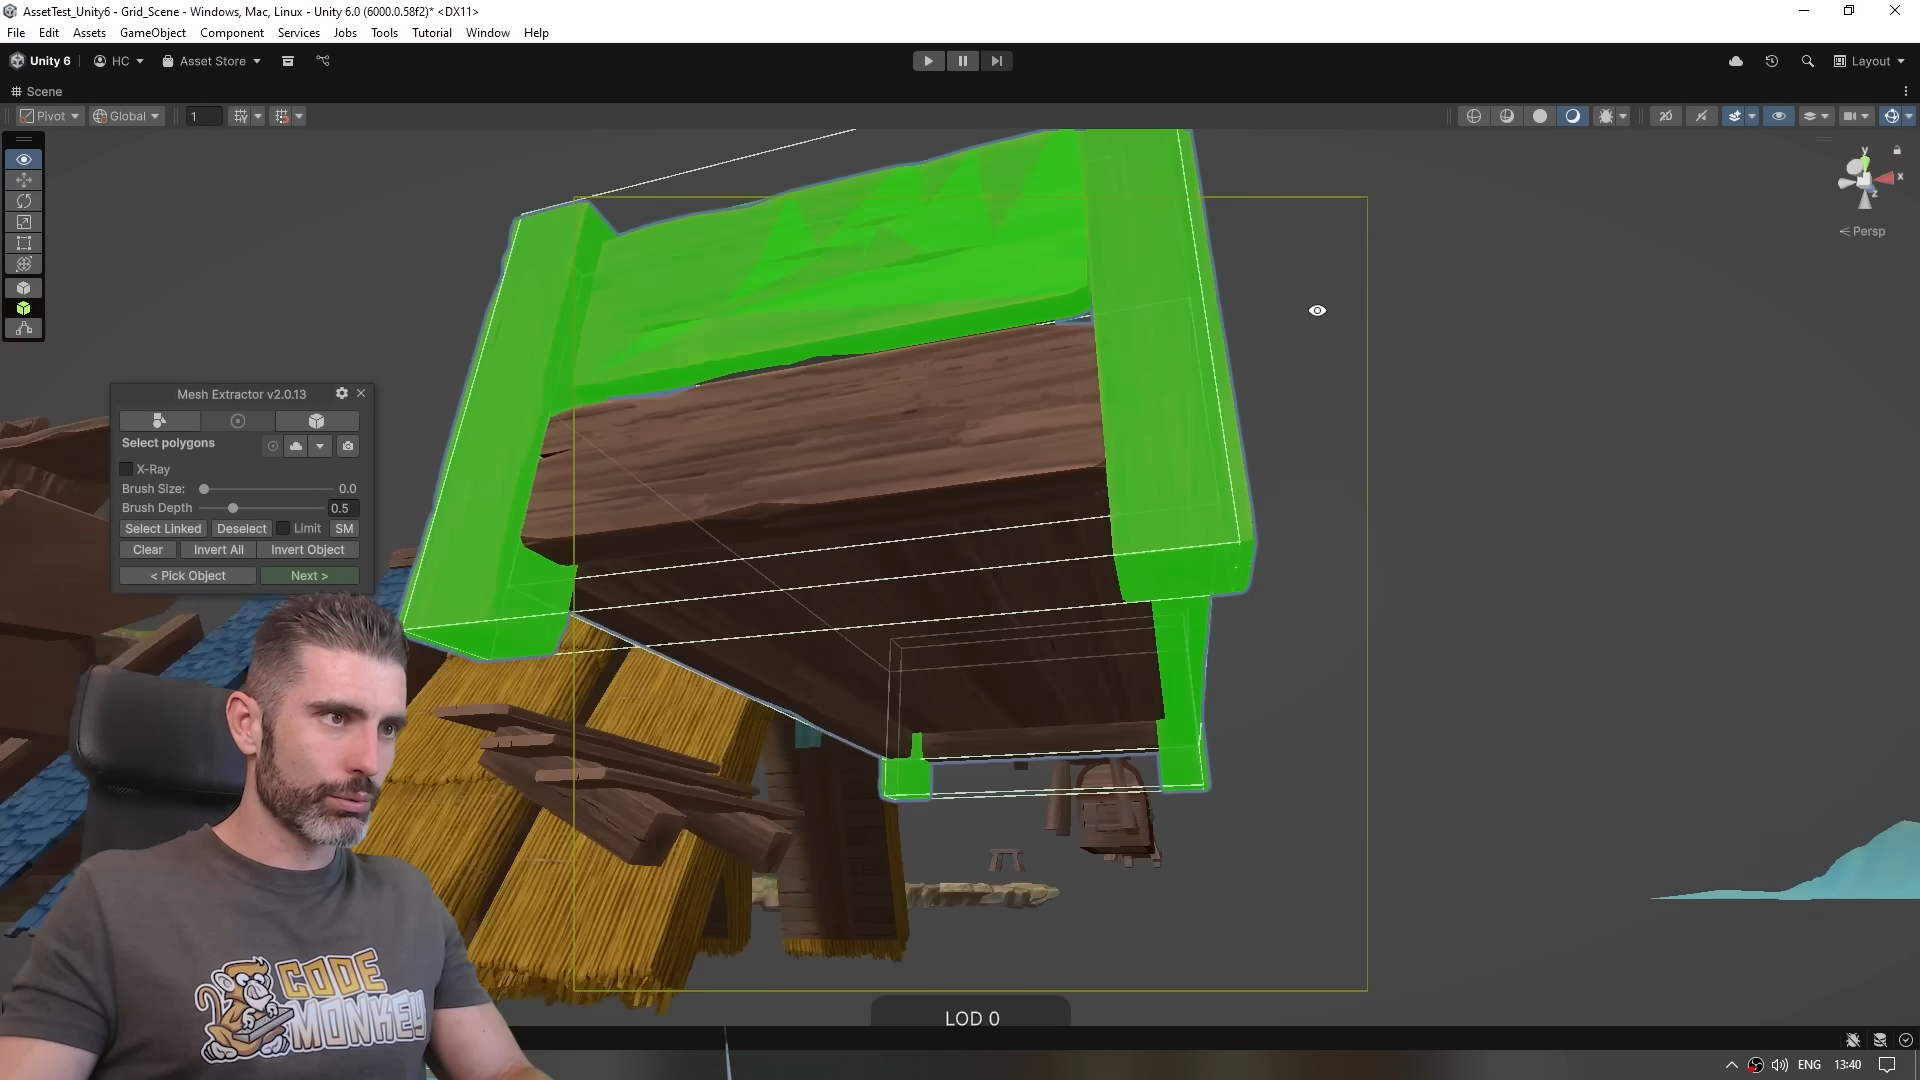 AssetTest_Unity6 - Grid_Scene - Windows, Mac, Linux - Unity 6.0 (6000.0.58f2)* <DX11>
File Edit Assets GameObject Component Services Jobs Tools Tutorial Window Help
Unity 6 HC Asset Store Layout
Scene
Pivot Global 1 2D
y
x
z
Persp
Mesh Extractor v2.0.13
Select polygons
X-Ray
Brush Size: 0.0
Brush Depth 0.5
Select Linked Deselect Limit SM
Clear Invert All Invert Object
< Pick Object Next >
CODE
MONKEY
LOD 0
ENG 13:40